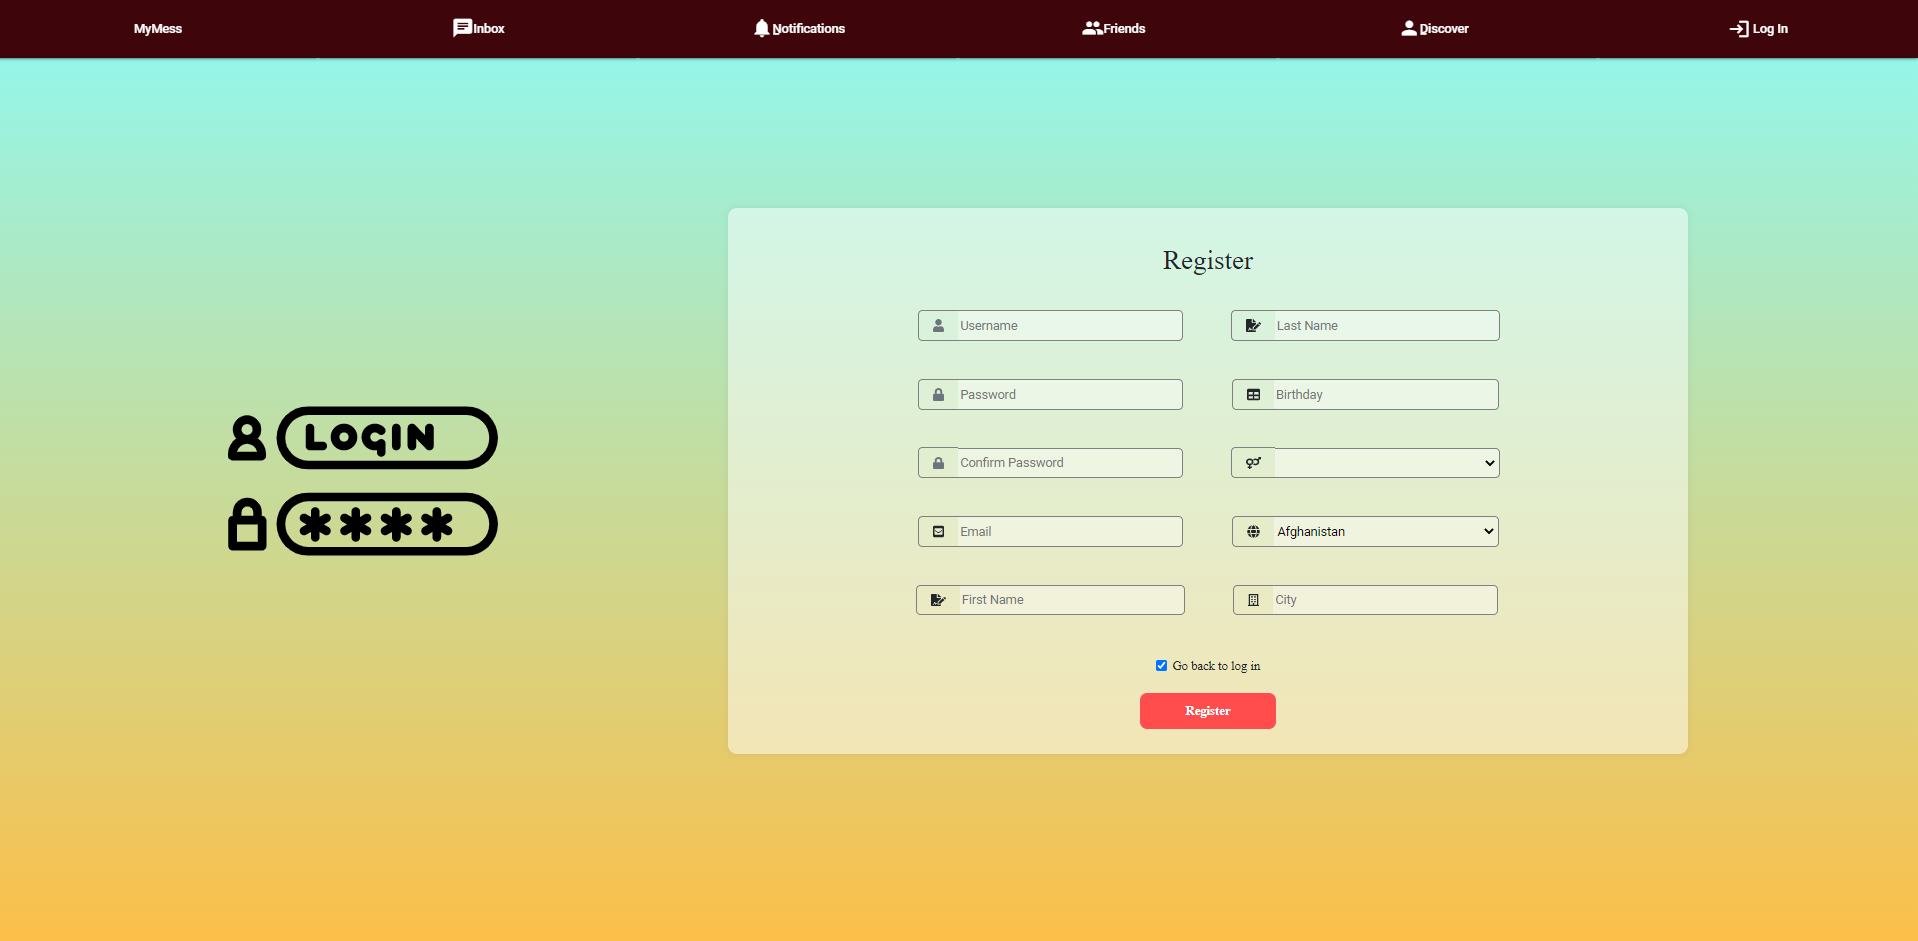 MyMess
Inbox
Notifications
Friends
Discover
Log In
LOGIN
****
Register
Username
Last Name
Password
Birthday
Confirm Password
Email
Afghanistan
First Name
City
Go back to log in
Register